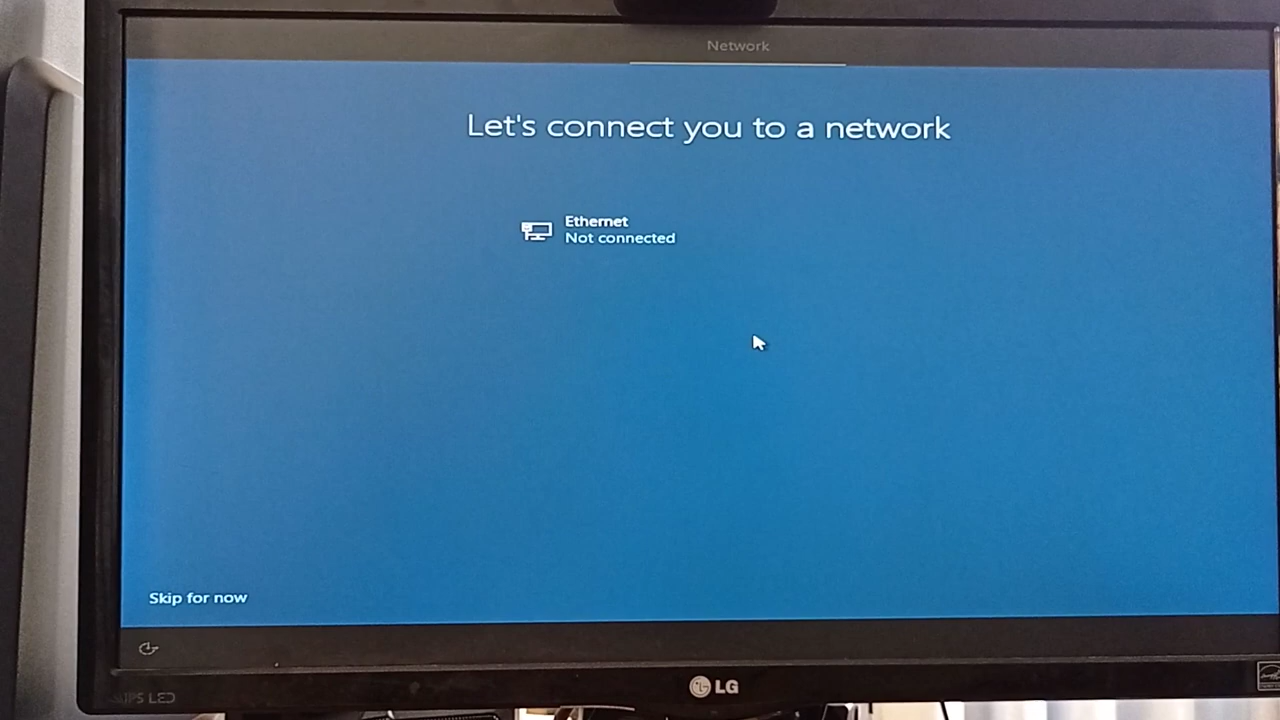 Network
Let's connect you to a network
Ethernet
Not connected
Skip for now
LG